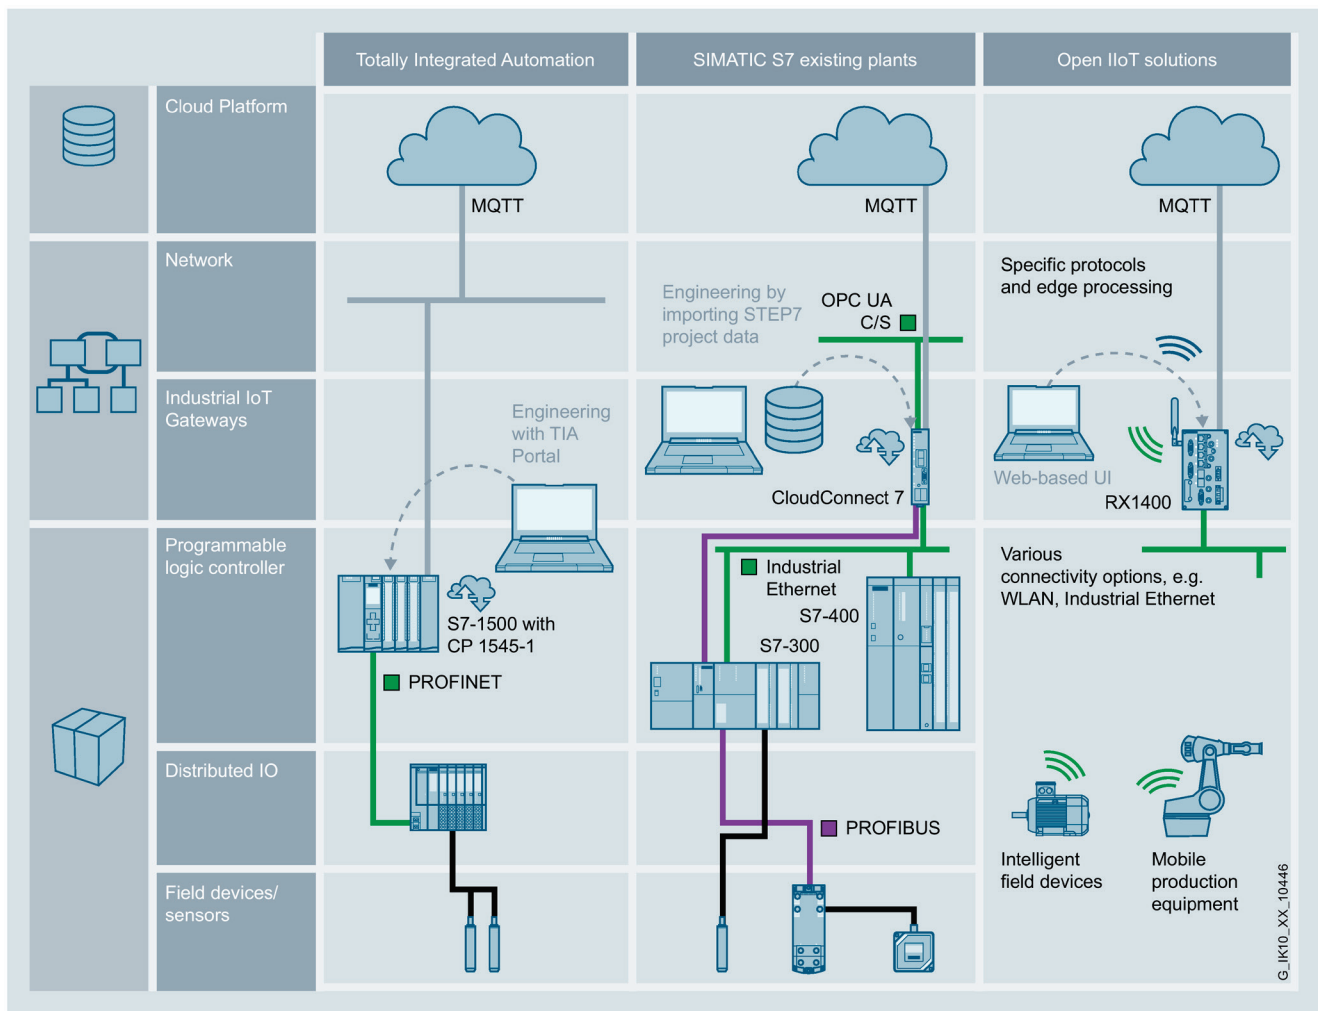 Totally Integrated Automation
SIMATIC S7 existing plants
Open IIoT solutions
Cloud Platform
MQTT
MQTT
MQTT
Network
Engineering by
importing STEP7
project data
OPC UA
C/S
Specific protocols
and edge processing
Industrial IoT
Gateways
Engineering
with TIA
Portal
CloudConnect 7
Web-based UI
RX1400
Programmable
logic controller
S7-1500 with
CP 1545-1
PROFINET
Industrial
Ethernet
S7-400
S7-300
Various
connectivity options, e.g.
WLAN, Industrial Ethernet
Distributed IO
PROFIBUS
Intelligent
field devices
Mobile
production
equipment
Field devices/
sensors
G_IK10_XX_10446